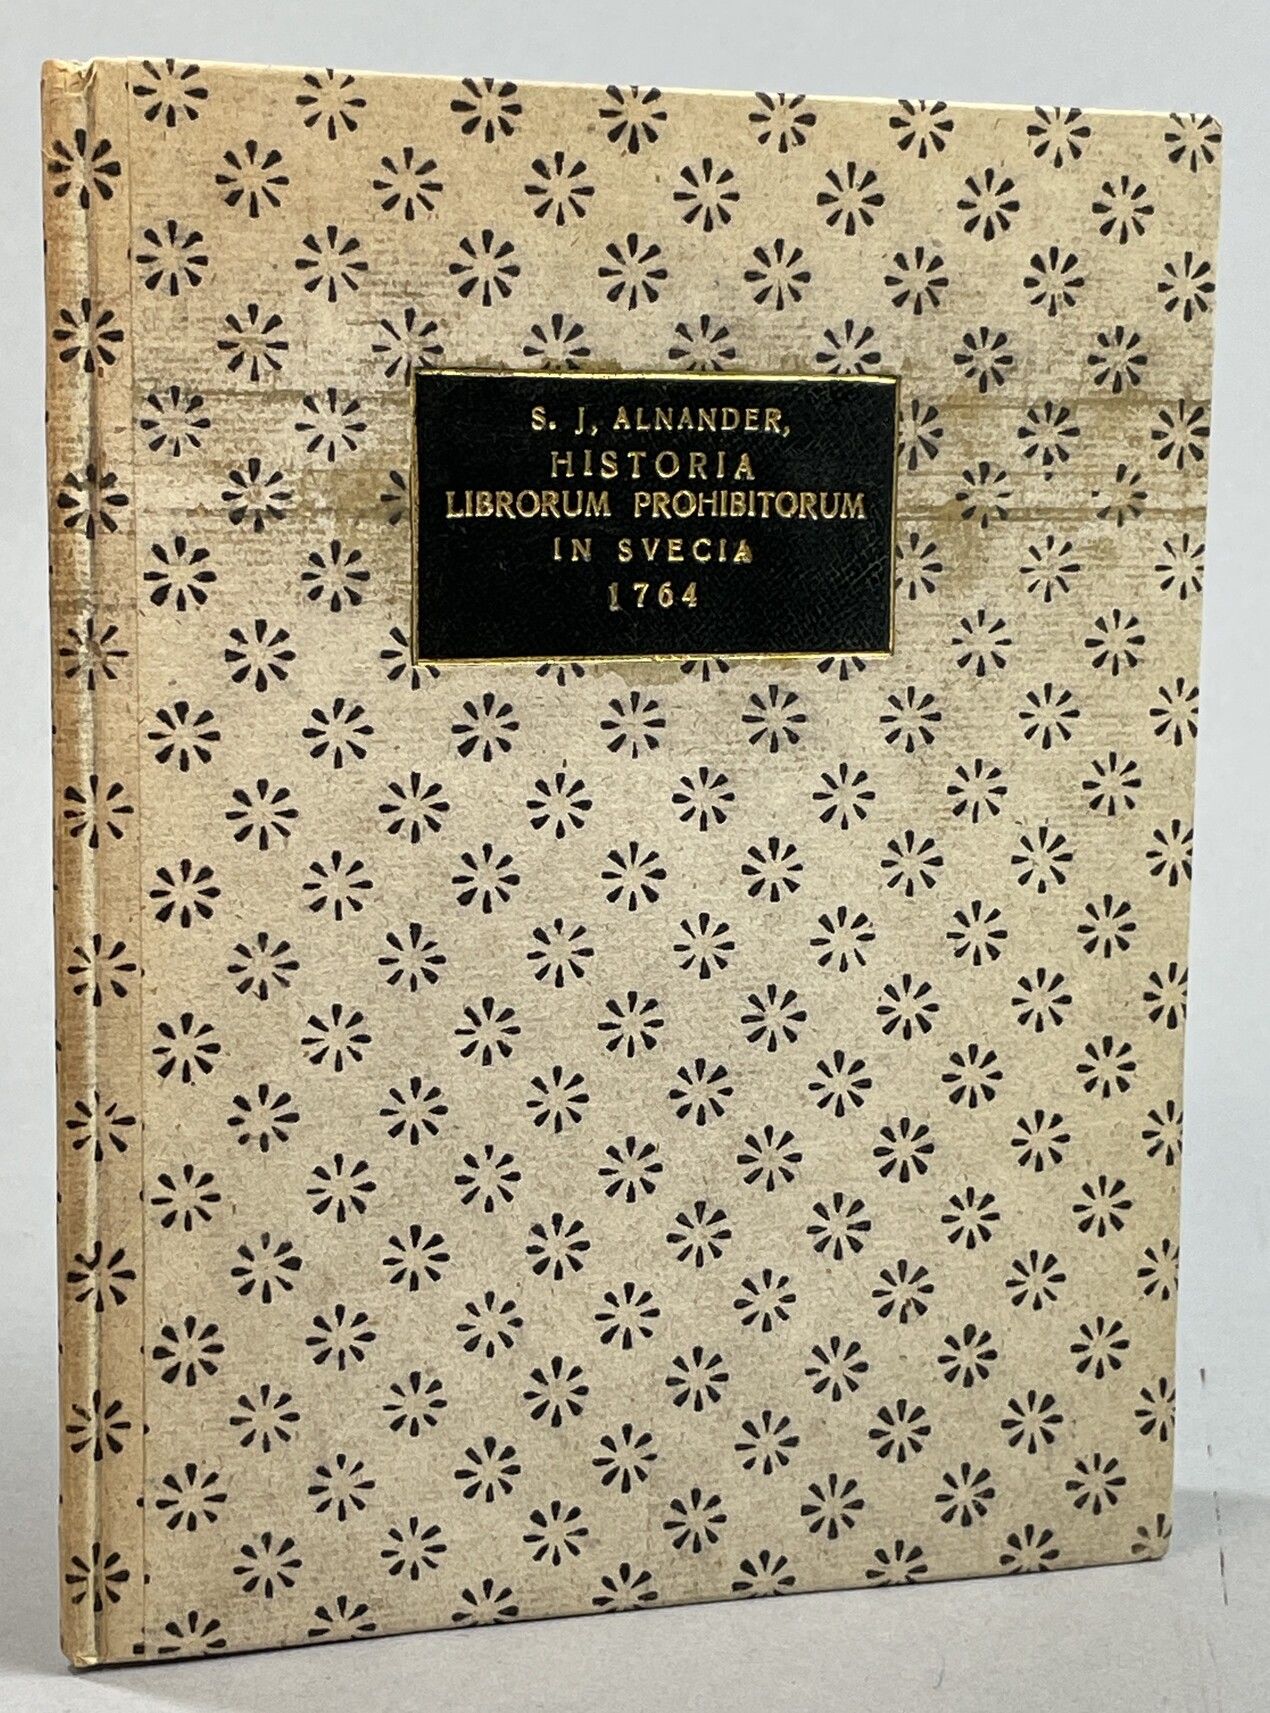 S. J, ALNANDER,
HISTORIA
LIBRORUM PROHIBITORUM
IN SVECIA
1764